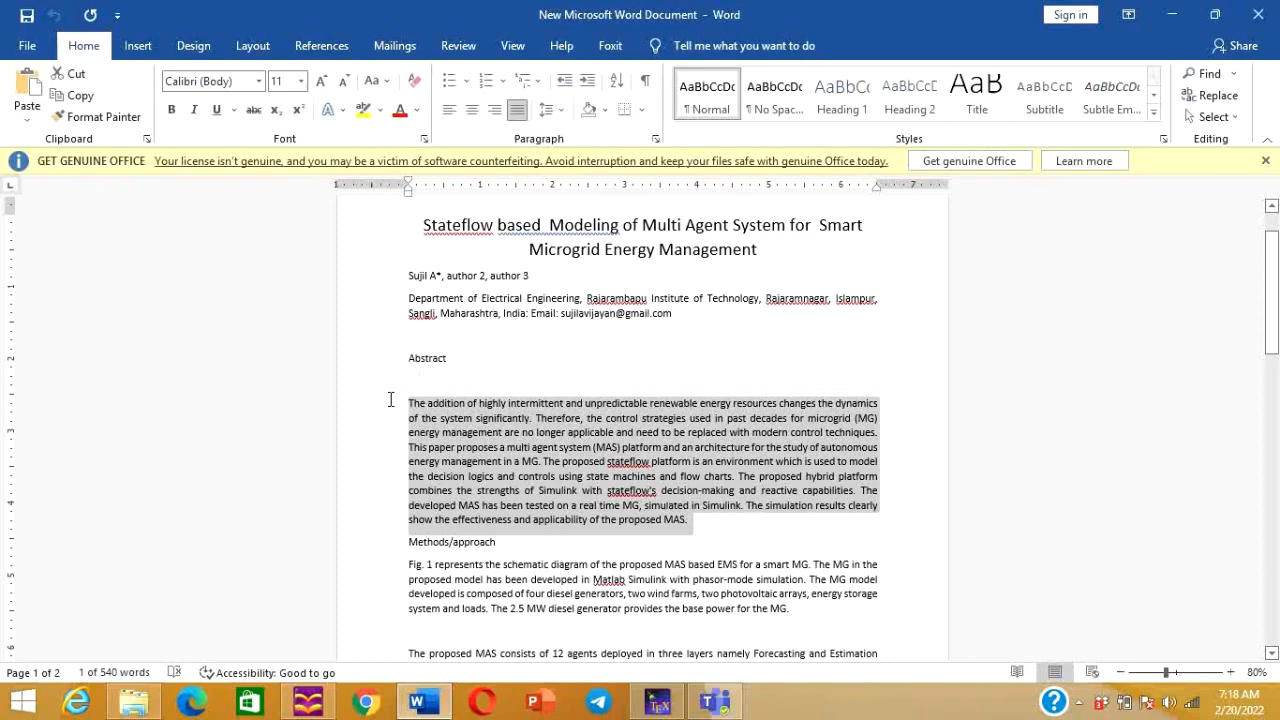 New Microsoft Word Document - Word
Sign in
File Home Insert Design Layout References Mailings Review View Help Foxit Tell me what you want to do Share
Paste
Cut
Copy
Format Painter
Calibri (Body) 11
AaBbCcDc AaBbCcDc AaBbCc AaBbCcC AaB AaBbCcC AaBbCcDc
¶ Normal ¶ No Spac... Heading 1 Heading 2 Title Subtitle Subtle Em...
Find
Replace
Select
Clipboard Font Paragraph Styles Editing
GET GENUINE OFFICE Your license isn't genuine, and you may be a victim of software counterfeiting. Avoid interruption and keep your files safe with genuine Office today. Get genuine Office Learn more
1 1 2 3 4 5 6 7
Stateflow based Modeling of Multi Agent System for Smart
Microgrid Energy Management
Sujil A*, author 2, author 3
Department of Electrical Engineering, Rajarambapu Institute of Technology, Rajaramnagar, Islampur,
Sangli, Maharashtra, India: Email: sujilavijayan@gmail.com
Abstract
The addition of highly intermittent and unpredictable renewable energy resources changes the dynamics
of the system significantly. Therefore, the control strategies used in past decades for microgrid (MG)
energy management are no longer applicable and need to be replaced with modern control techniques.
This paper proposes a multi agent system (MAS) platform and an architecture for the study of autonomous
energy management in a MG. The proposed stateflow platform is an environment which is used to model
the decision logics and controls using state machines and flow charts. The proposed hybrid platform
combines the strengths of Simulink with stateflow's decision-making and reactive capabilities. The
developed MAS has been tested on a real time MG, simulated in Simulink. The simulation results clearly
show the effectiveness and applicability of the proposed MAS.
Methods/approach
Fig. 1 represents the schematic diagram of the proposed MAS based EMS for a smart MG. The MG in the
proposed model has been developed in Matlab Simulink with phasor-mode simulation. The MG model
developed is composed of four diesel generators, two wind farms, two photovoltaic arrays, energy storage
system and loads. The 2.5 MW diesel generator provides the base power for the MG.
The proposed MAS consists of 12 agents deployed in three layers namely Forecasting and Estimation
Page 1 of 2 1 of 540 words Accessibility: Good to go 80%
7:18 AM
2/20/2022